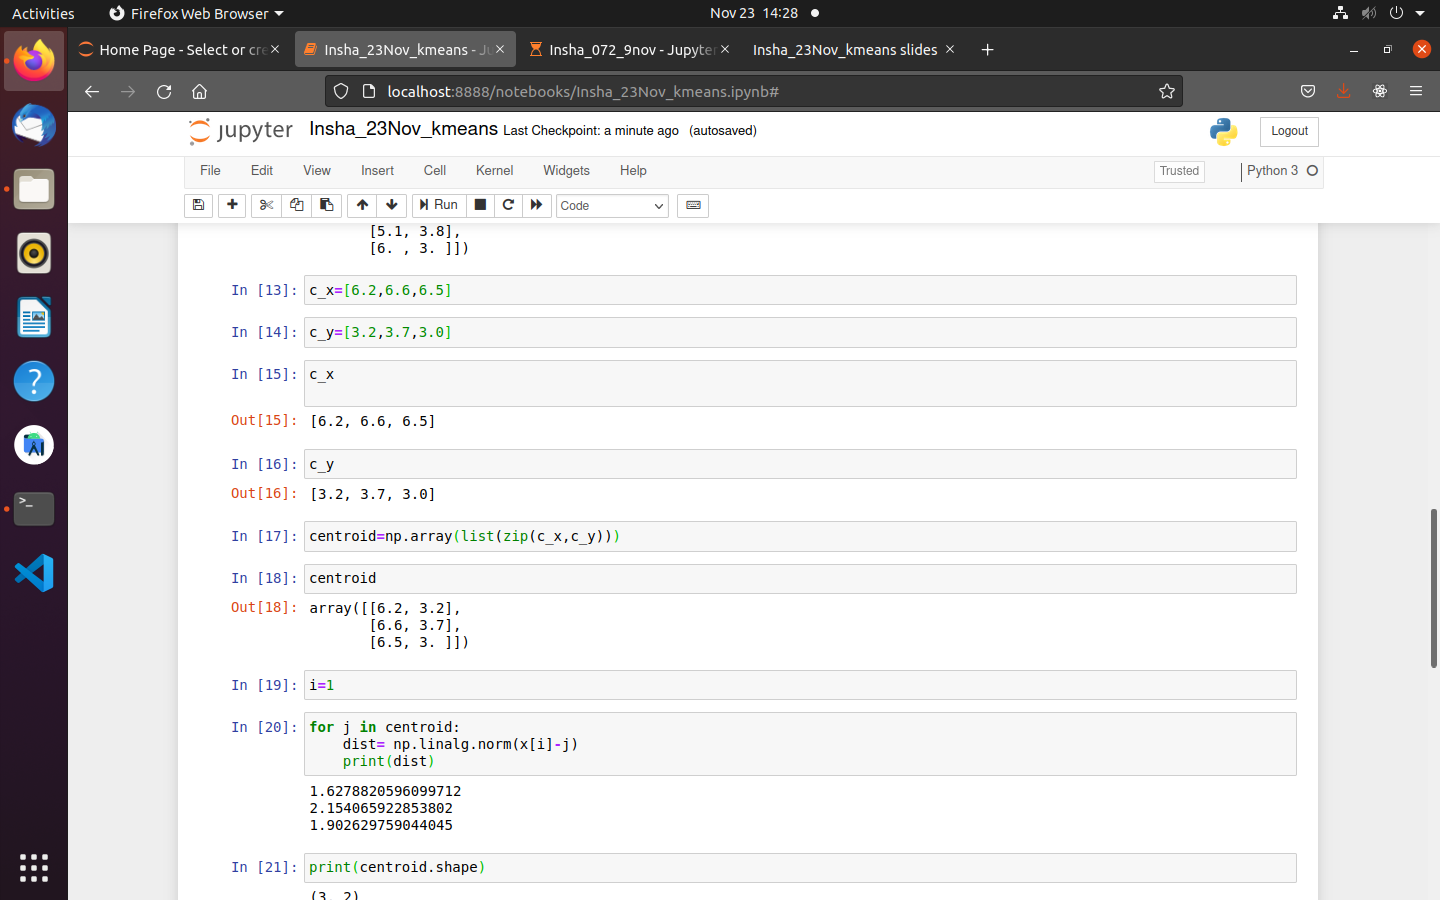 Activities
Firefox Web Browser
Nov 23 14:28
Home Page - Select or cre
Insha_23Nov_kmeans - Ju
Insha_072_9nov - Jupyter
Insha_23Nov_kmeans slides
localhost:8888/notebooks/Insha_23Nov_kmeans.ipynb#
jupyter Insha_23Nov_kmeans Last Checkpoint: a minute ago (autosaved)
Logout
File Edit View Insert Cell Kernel Widgets Help
Trusted
Python 3
Run
Code
[5.1, 3.8],
[6. , 3. ]])
In [13]: c_x=[6.2,6.6,6.5]
In [14]: c_y=[3.2,3.7,3.0]
In [15]: c_x
Out[15]: [6.2, 6.6, 6.5]
In [16]: c_y
Out[16]: [3.2, 3.7, 3.0]
In [17]: centroid=np.array(list(zip(c_x,c_y)))
In [18]: centroid
Out[18]: array([[6.2, 3.2],
[6.6, 3.7],
[6.5, 3. ]])
In [19]: i=1
In [20]: for j in centroid:
dist= np.linalg.norm(x[i]-j)
print(dist)
1.6278820596099712
2.154065922853802
1.902629759044045
In [21]: print(centroid.shape)
(3, 2)